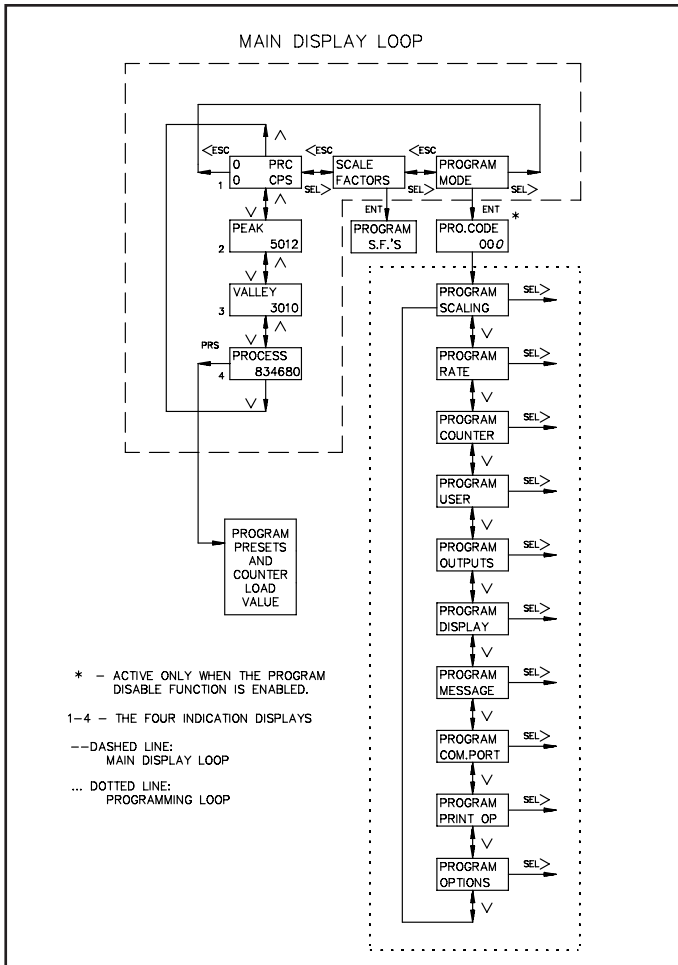 MAIN DISPLAY LOOP
<ESC <ESC <ESC
0 PRC
0 CPS
1
SCALE
FACTORS
PROGRAM
MODE
SEL> SEL> SEL>
ENT
PROGRAM
S.F.'S
ENT
*
PRO.CODE
000
PEAK
5012
2
VALLEY
3010
3
PRS
PROCESS
834680
4
PROGRAM
PRESETS
AND
COUNTER
LOAD
VALUE
PROGRAM
SCALING
SEL>
PROGRAM
RATE
SEL>
PROGRAM
COUNTER
SEL>
PROGRAM
USER
SEL>
PROGRAM
OUTPUTS
SEL>
PROGRAM
DISPLAY
SEL>
PROGRAM
MESSAGE
SEL>
PROGRAM
COM.PORT
SEL>
PROGRAM
PRINT OP
SEL>
PROGRAM
OPTIONS
SEL>
* – ACTIVE ONLY WHEN THE PROGRAM
DISABLE FUNCTION IS ENABLED.
1–4 – THE FOUR INDICATION DISPLAYS
––DASHED LINE:
MAIN DISPLAY LOOP
... DOTTED LINE:
PROGRAMMING LOOP